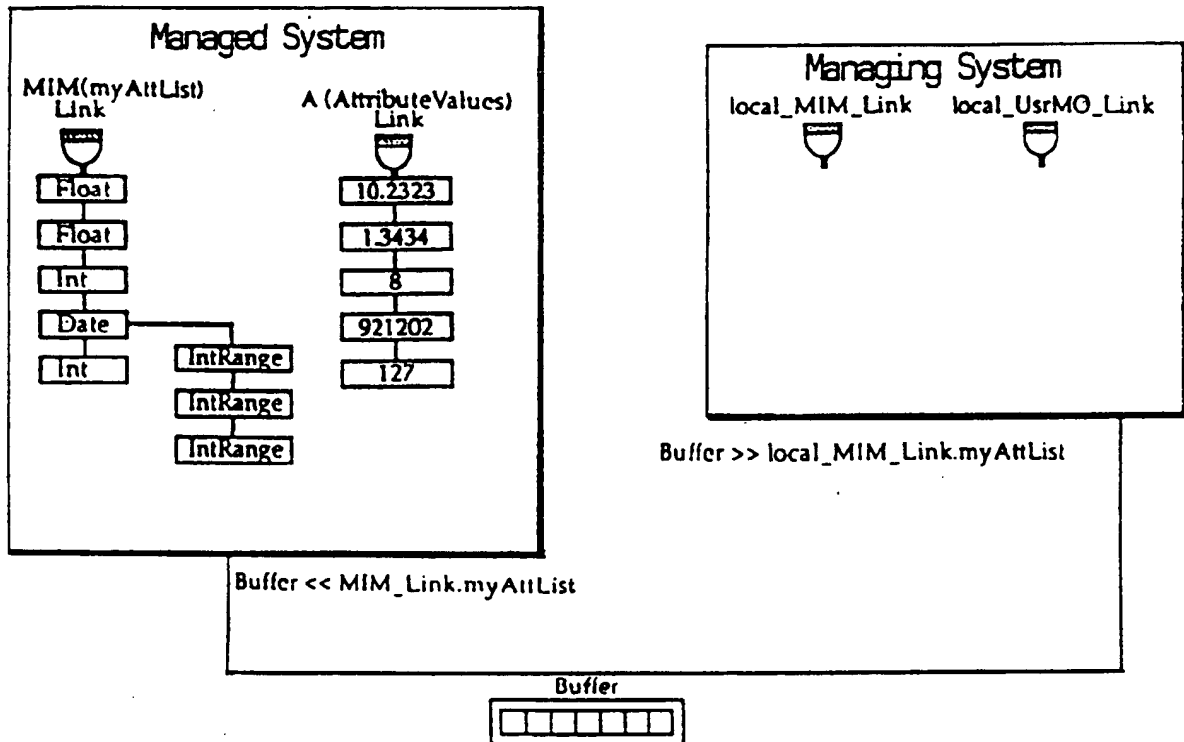 Managed System
MIM(myAttList)
Link
Float
Float
Int
Date
Int
IntRange
IntRange
IntRange
A (AttributeValues)
Link
10.2323
1.3434
8
921202
127
Managing System
local_MIM_Link
local_UsrMO_Link
Buffer >> local_MIM_Link.myAttList
Buffer << MIM_Link.myAttList
Buffer